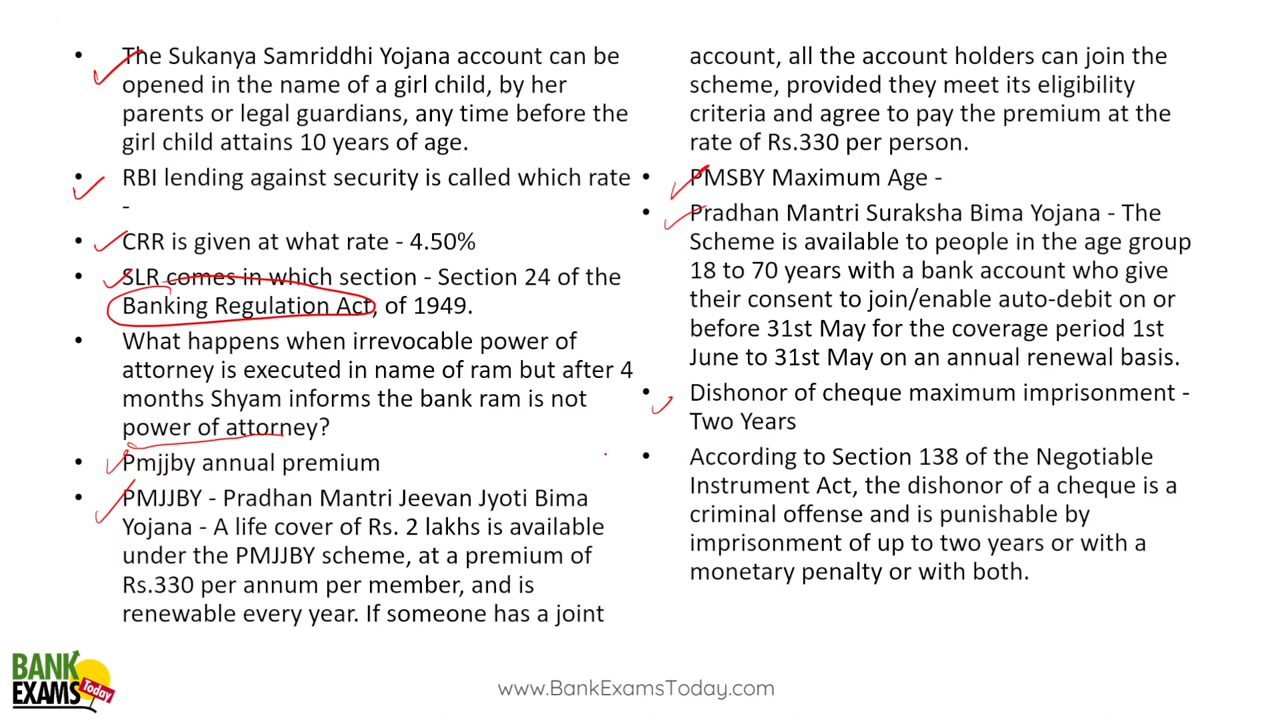 • The Sukanya Samriddhi Yojana account can be
opened in the name of a girl child, by her
parents or legal guardians, any time before the
girl child attains 10 years of age.
• RBI lending against security is called which rate
-
• CRR is given at what rate - 4.50%
• SLR comes in which section - Section 24 of the
Banking Regulation Act, of 1949.
• What happens when irrevocable power of
attorney is executed in name of ram but after 4
months Shyam informs the bank ram is not
power of attorney?
• Pmjjby annual premium
• PMJJBY - Pradhan Mantri Jeevan Jyoti Bima
Yojana - A life cover of Rs. 2 lakhs is available
under the PMJJBY scheme, at a premium of
Rs.330 per annum per member, and is
renewable every year. If someone has a joint
account, all the account holders can join the
scheme, provided they meet its eligibility
criteria and agree to pay the premium at the
rate of Rs.330 per person.
• PMSBY Maximum Age -
• Pradhan Mantri Suraksha Bima Yojana - The
Scheme is available to people in the age group
18 to 70 years with a bank account who give
their consent to join/enable auto-debit on or
before 31st May for the coverage period 1st
June to 31st May on an annual renewal basis.
• Dishonor of cheque maximum imprisonment -
Two Years
• According to Section 138 of the Negotiable
Instrument Act, the dishonor of a cheque is a
criminal offense and is punishable by
imprisonment of up to two years or with a
monetary penalty or with both.
BANK
EXAMS
Today
www.BankExamsToday.com